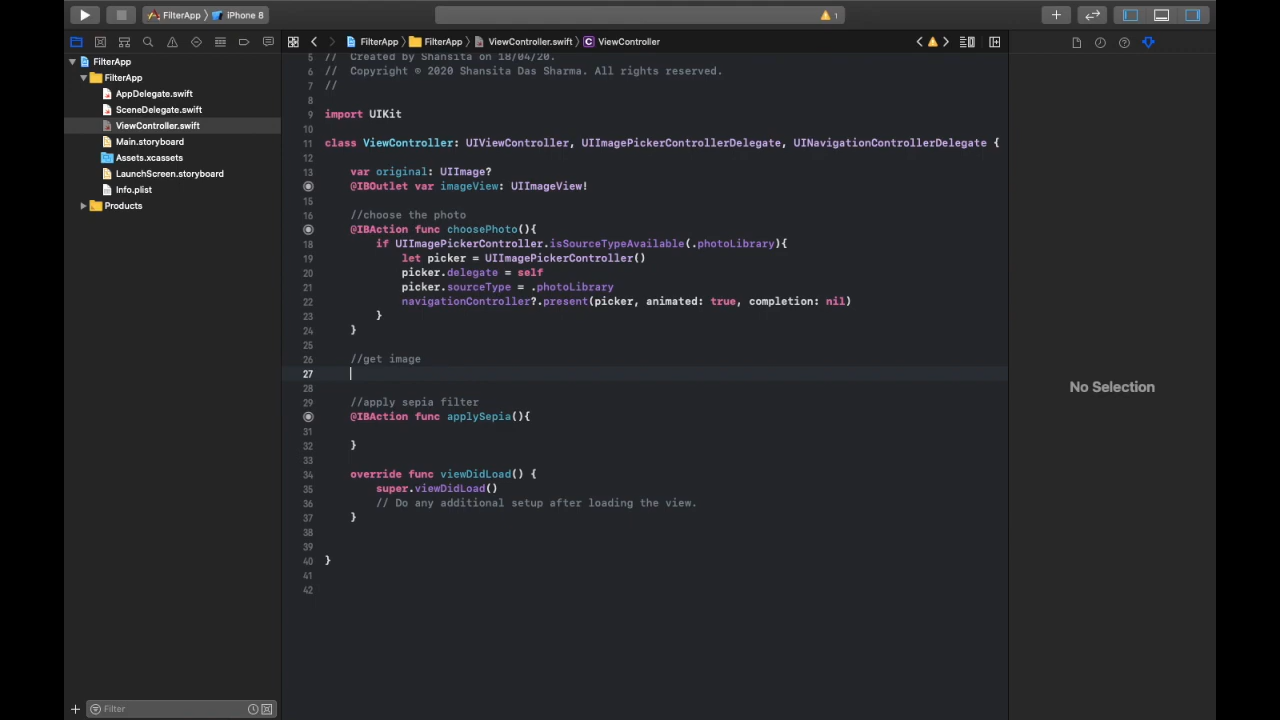 FilterApp 〉 iPhone 8
1
FilterApp 〉 FilterApp 〉 ViewController.swift 〉 C ViewController
FilterApp
FilterApp
AppDelegate.swift
SceneDelegate.swift
ViewController.swift
Main.storyboard
Assets.xcassets
LaunchScreen.storyboard
Info.plist
Products
Filter
5 // Created by Shansita on 18/04/20.
6 // Copyright © 2020 Shansita Das Sharma. All rights reserved.
7 //
8
9 import UIKit
10
11 class ViewController: UIViewController, UIImagePickerControllerDelegate, UINavigationControllerDelegate {
12
13 var original: UIImage?
@IBOutlet var imageView: UIImageView!
15
16 //choose the photo
@IBAction func choosePhoto(){
18 if UIImagePickerController.isSourceTypeAvailable(.photoLibrary){
19 let picker = UIImagePickerController()
20 picker.delegate = self
21 picker.sourceType = .photoLibrary
22 navigationController?.present(picker, animated: true, completion: nil)
23 }
24 }
25
26 //get image
27
28
29 //apply sepia filter
@IBAction func applySepia(){
31
32 }
33
34 override func viewDidLoad() {
35 super.viewDidLoad()
36 // Do any additional setup after loading the view.
37 }
38
39
40 }
41
42
No Selection